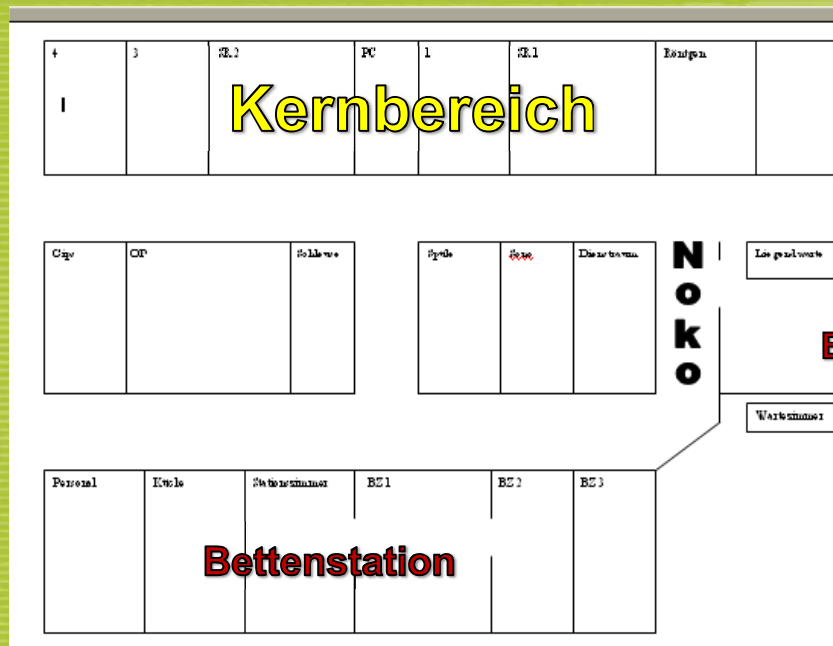 4 3 SR 2 PC 1 SR 1 Röntgen
I
Kernbereich
Gips OP Schleuse Spüle Sono Dienstraum
N
o
k
o
Liegendwarte
Wartezimmer
Personal Küche Stationszimmer BZ 1 BZ 2 BZ 3
Bettenstation